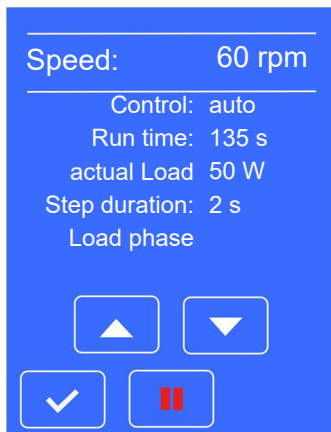 Speed: 60 rpm
Control: auto
Run time: 135 s
actual Load 50 W
Step duration: 2 s
Load phase